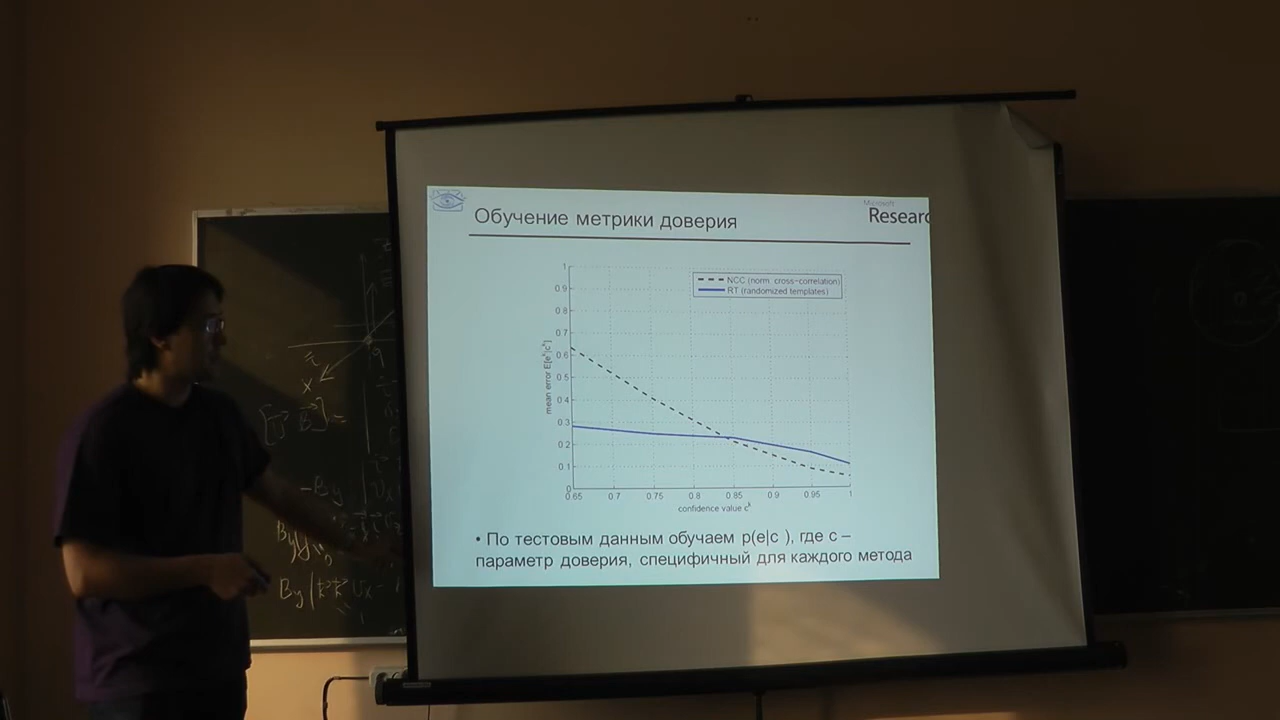 Обучение метрики доверия
Microsoft
Researc
1
0.9
0.8
0.7
0.6
0.5
0.4
0.3
0.2
0.1
0
mean error E[e^k|c^k]
NCC (norm. cross-correlation)
RT (randomized templates)
0.65 0.7 0.75 0.8 0.85 0.9 0.95 1
confidence value c^k
• По тестовым данным обучаем p(e|c ), где c –
параметр доверия, специфичный для каждого метода
x
q